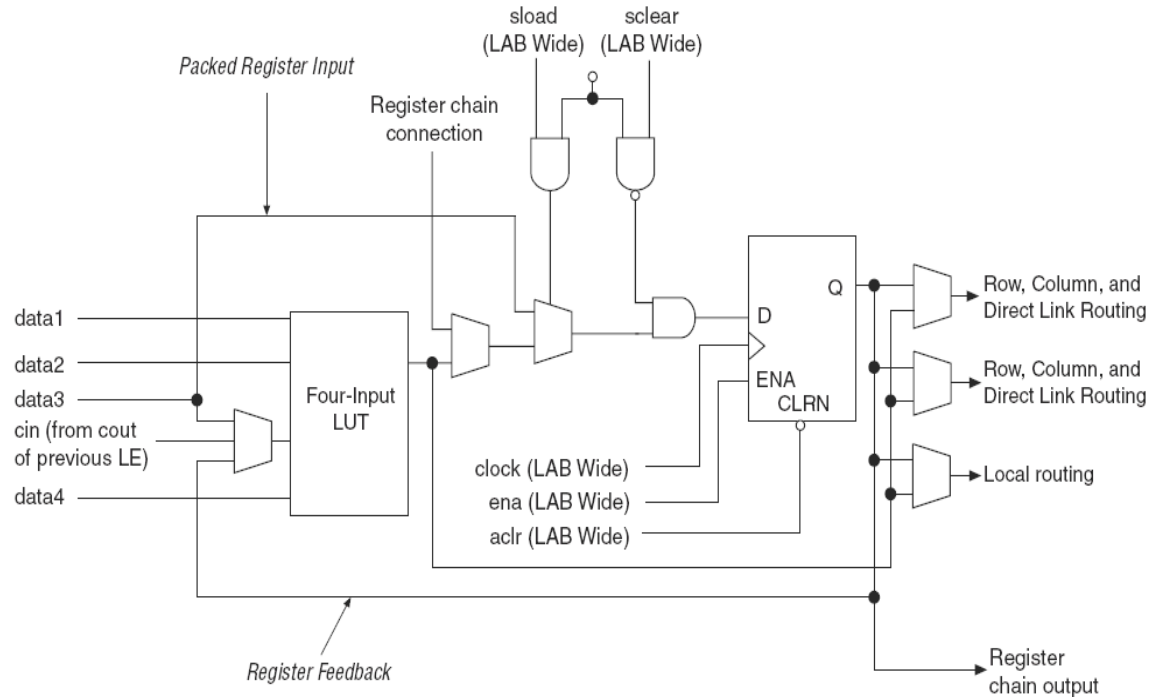 sload
(LAB Wide)
sclear
(LAB Wide)
Packed Register Input
Register chain
connection
data1
data2
data3
cin (from cout
of previous LE)
data4
Four-Input
LUT
D
Q
ENA
CLRN
clock (LAB Wide)
ena (LAB Wide)
aclr (LAB Wide)
Row, Column, and
Direct Link Routing
Row, Column, and
Direct Link Routing
Local routing
Register Feedback
Register
chain output